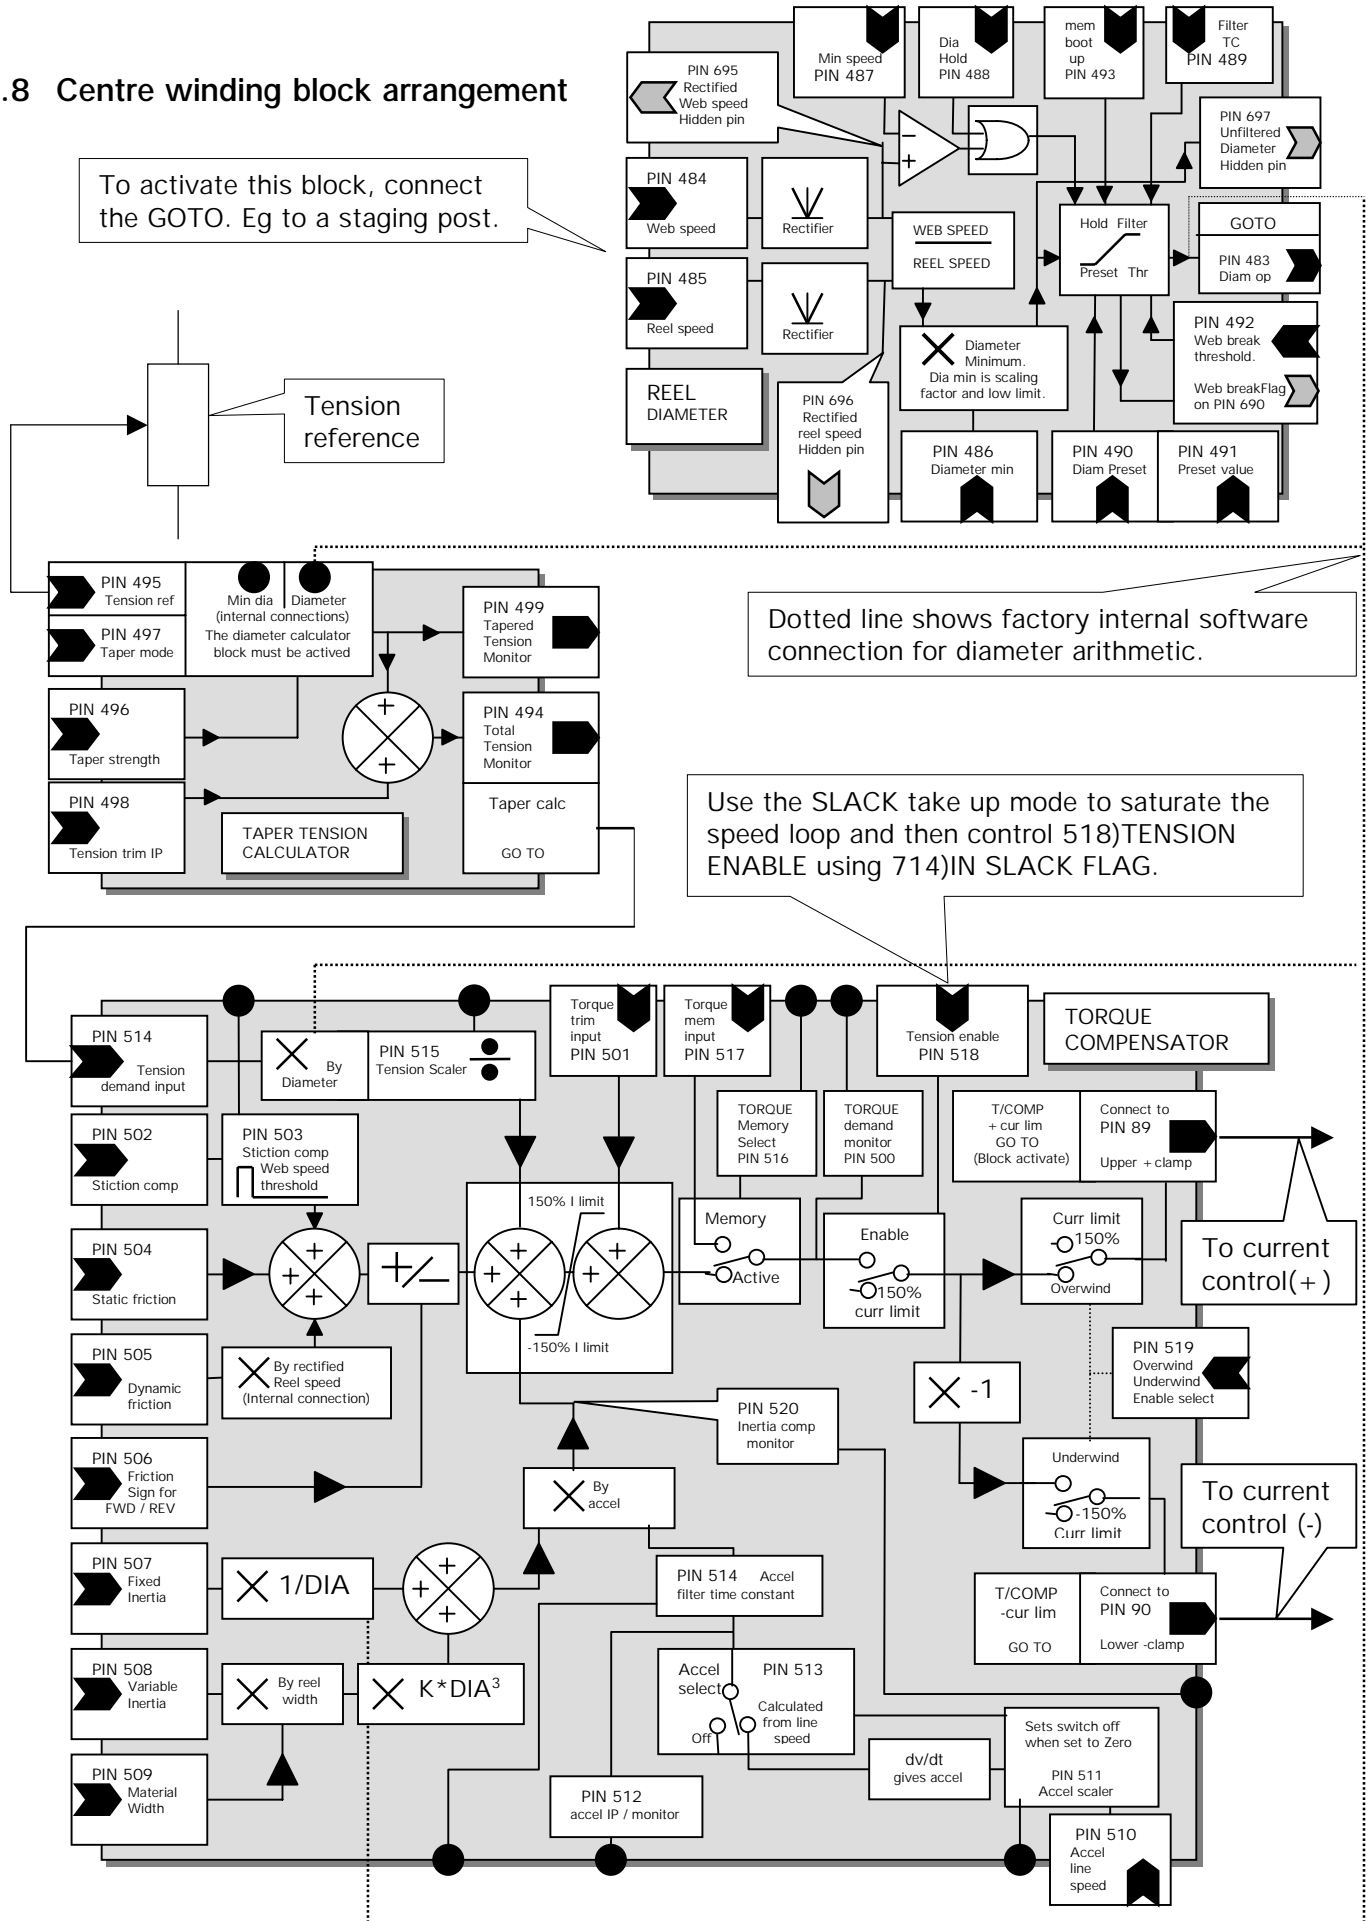 .8 Centre winding block arrangement
To activate this block, connect
the GOTO. Eg to a staging post.
PIN 695
Rectified
Web speed
Hidden pin
Min speed
PIN 487
Dia
Hold
PIN 488
mem
boot
up
PIN 493
Filter
TC
PIN 489
PIN 697
Unfiltered
Diameter
Hidden pin
PIN 484
Web speed
Rectifier
WEB SPEED
REEL SPEED
Hold Filter
Preset Thr
GOTO
PIN 483
Diam op
PIN 485
Reel speed
Rectifier
Diameter
Minimum.
Dia min is scaling
factor and low limit.
PIN 492
Web break
threshold.
Web breakFlag
on PIN 690
REEL
DIAMETER
PIN 696
Rectified
reel speed
Hidden pin
PIN 486
Diameter min
PIN 490
Diam Preset
PIN 491
Preset value
Tension
reference
PIN 495
Tension ref
PIN 497
Taper mode
Min dia
Diameter
(internal connections)
The diameter calculator
block must be actived
PIN 499
Tapered
Tension
Monitor
PIN 496
Taper strength
+
+
PIN 494
Total
Tension
Monitor
PIN 498
Tension trim IP
TAPER TENSION
CALCULATOR
Taper calc
GO TO
Dotted line shows factory internal software
connection for diameter arithmetic.
Use the SLACK take up mode to saturate the
speed loop and then control 518)TENSION
ENABLE using 714)IN SLACK FLAG.
PIN 514
Tension
demand input
By
Diameter
PIN 515
Tension Scaler
Torque
trim
input
PIN 501
Torque
mem
input
PIN 517
Tension enable
PIN 518
TORQUE
COMPENSATOR
PIN 502
Stiction comp
PIN 503
Stiction comp
Web speed
threshold
TORQUE
Memory
Select
PIN 516
TORQUE
demand
monitor
PIN 500
T/COMP
+ cur lim
GO TO
(Block activate)
Connect to
PIN 89
Upper + clamp
PIN 504
Static friction
+
+
+
+/-
150% I limit
+
+
+
+
+
-150% I limit
Memory
Active
Enable
150%
curr limit
Curr limit
150%
Overwind
To current
control(+)
PIN 505
Dynamic
friction
By rectified
Reel speed
(Internal connection)
PIN 520
Inertia comp
monitor
-1
PIN 519
Overwind
Underwind
Enable select
PIN 506
Friction
Sign for
FWD / REV
By
accel
Underwind
-150%
Curr limit
To current
control (-)
PIN 507
Fixed
Inertia
1/DIA
+
+
+
PIN 514 Accel
filter time constant
T/COMP
-cur lim
GO TO
Connect to
PIN 90
Lower -clamp
PIN 508
Variable
Inertia
By reel
width
K*DIA³
Accel
select
Off
PIN 513
Calculated
from line
speed
Sets switch off
when set to Zero
PIN 511
Accel scaler
dv/dt
gives accel
PIN 509
Material
Width
PIN 512
accel IP / monitor
PIN 510
Accel
line
speed